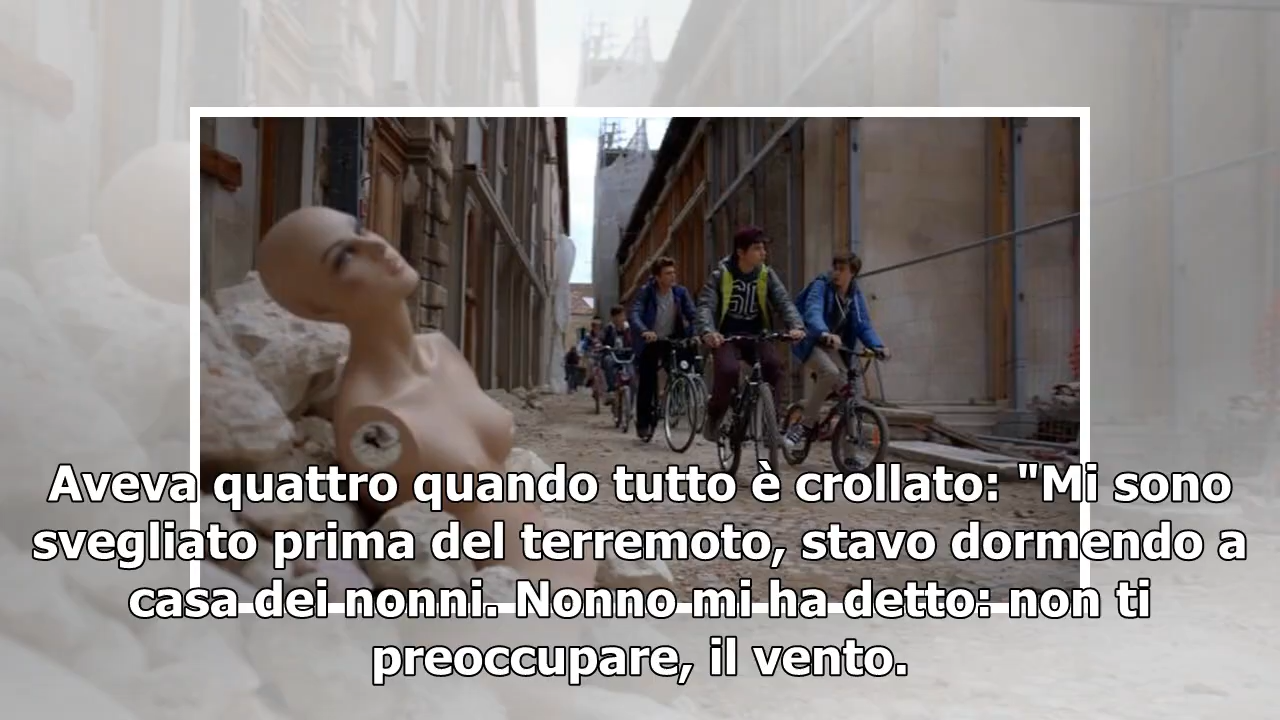 Aveva quattro quando tutto è crollato: "Mi sono
svegliato prima del terremoto, stavo dormendo a
casa dei nonni. Nonno mi ha detto: non ti
preoccupare, il vento.